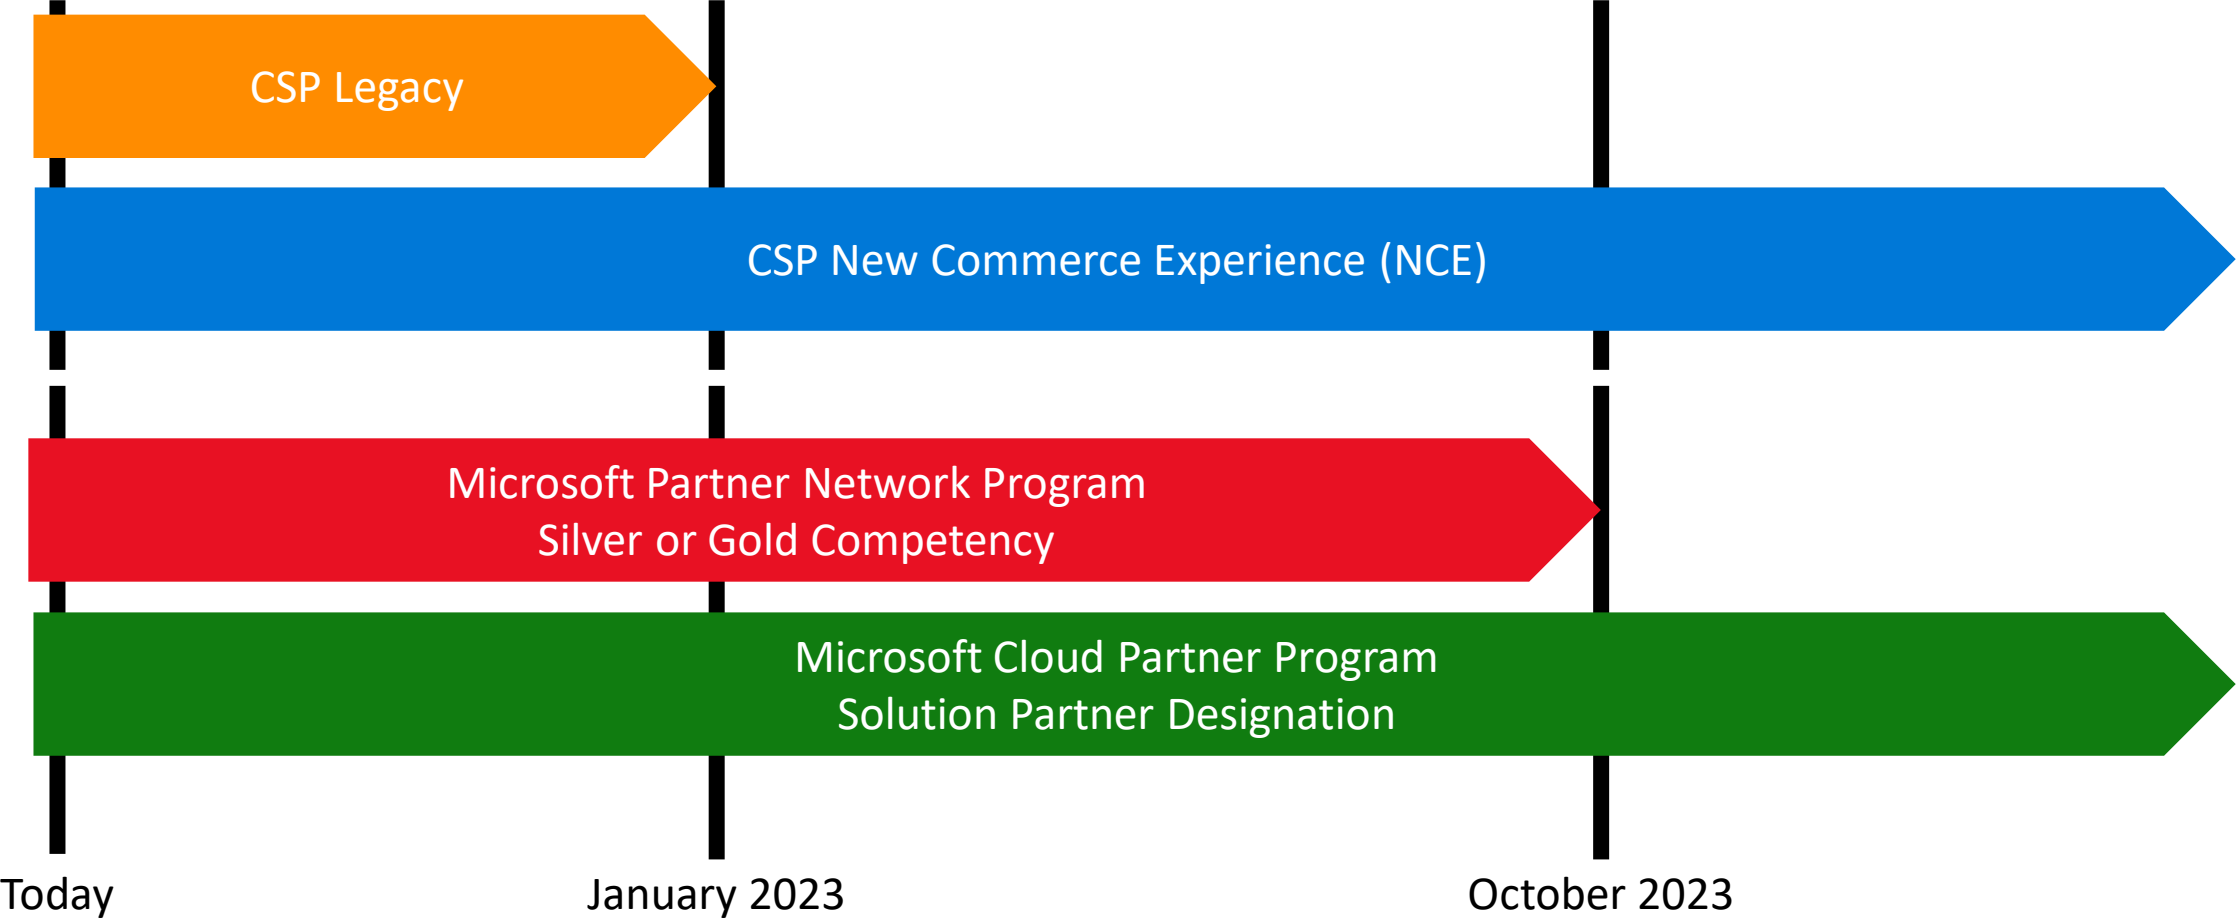 CSP Legacy
CSP New Commerce Experience (NCE)
Microsoft Partner Network Program
Silver or Gold Competency
Microsoft Cloud Partner Program
Solution Partner Designation
Today
January 2023
October 2023